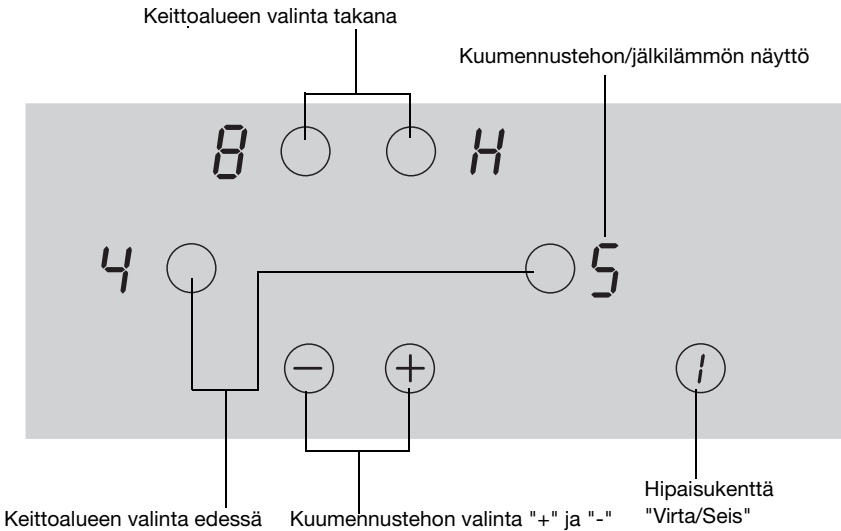 Keittoalueen valinta takana
Kuumennustehon/jälkilämmön näyttö
8 H
4 5
− + I
Keittoalueen valinta edessä
Kuumennustehon valinta "+" ja "-"
Hipaisukenttä
"Virta/Seis"